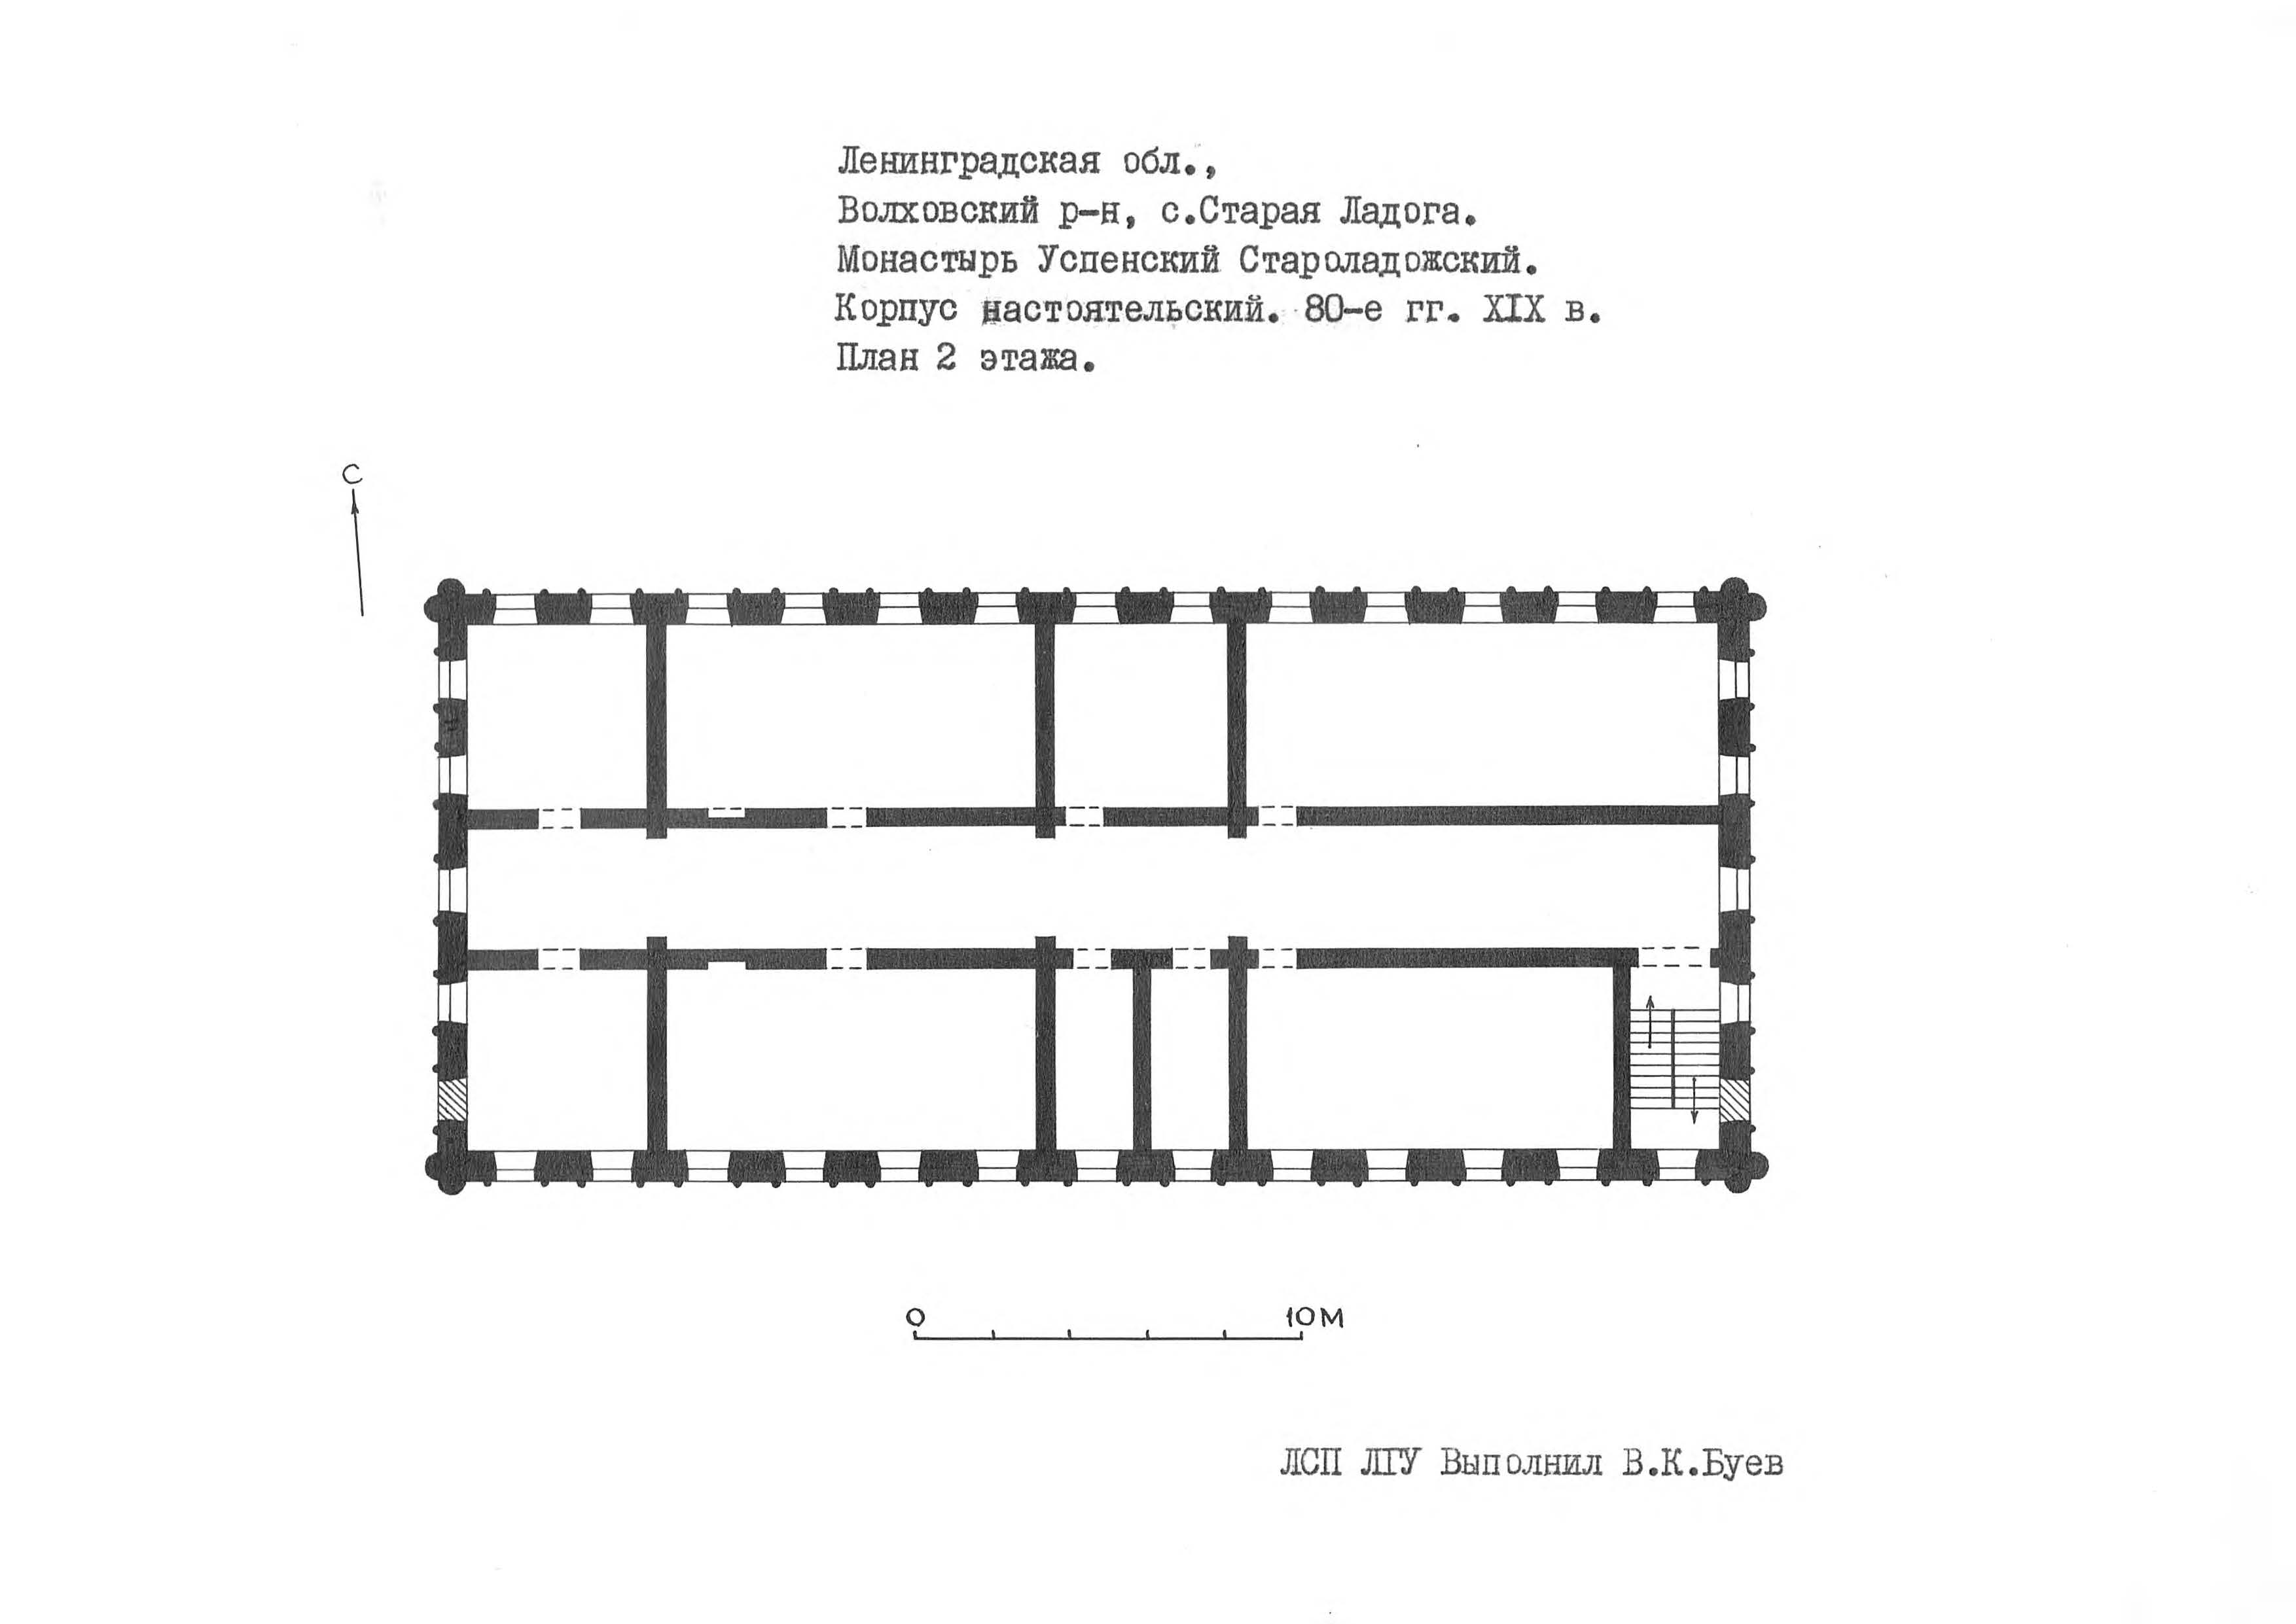 Ленинградская обл.,
Волховский р-н, с.Старая Ладога.
Монастырь Успенский Староладожский.
Корпус настоятельский. 80-е гг. XIX в.
План 2 этажа.
С
0 10М
ЛСП ЛГУ Выполнил В.К.Буев